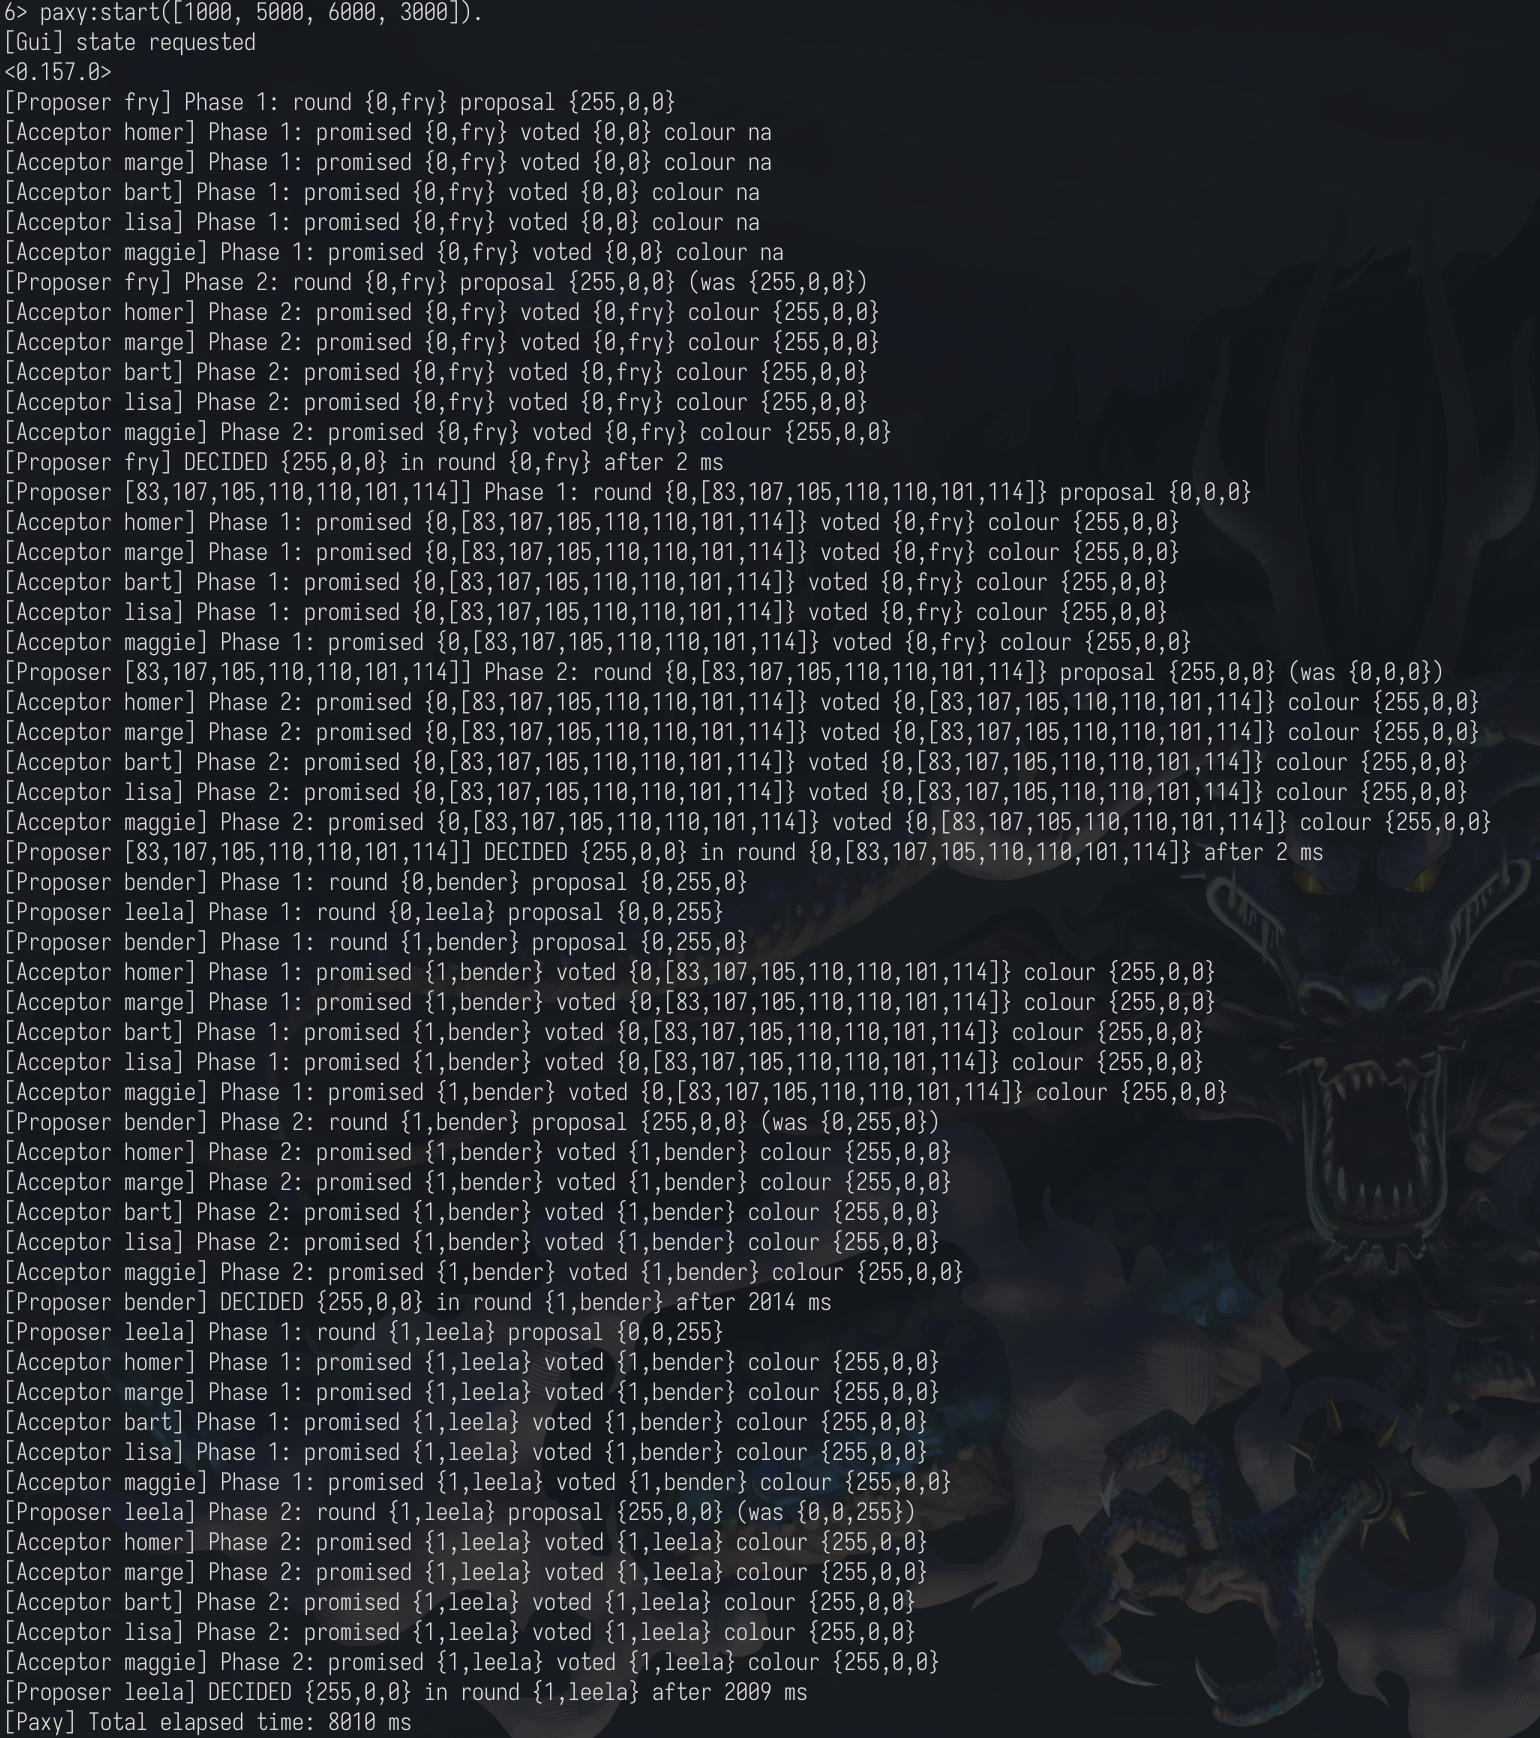 6> paxy:start([1000, 5000, 6000, 3000]).
[Gui] state requested
<0.157.0>
[Proposer fry] Phase 1: round {0,fry} proposal {255,0,0}
[Acceptor homer] Phase 1: promised {0,fry} voted {0,0} colour na
[Acceptor marge] Phase 1: promised {0,fry} voted {0,0} colour na
[Acceptor bart] Phase 1: promised {0,fry} voted {0,0} colour na
[Acceptor lisa] Phase 1: promised {0,fry} voted {0,0} colour na
[Acceptor maggie] Phase 1: promised {0,fry} voted {0,0} colour na
[Proposer fry] Phase 2: round {0,fry} proposal {255,0,0} (was {255,0,0})
[Acceptor homer] Phase 2: promised {0,fry} voted {0,fry} colour {255,0,0}
[Acceptor marge] Phase 2: promised {0,fry} voted {0,fry} colour {255,0,0}
[Acceptor bart] Phase 2: promised {0,fry} voted {0,fry} colour {255,0,0}
[Acceptor lisa] Phase 2: promised {0,fry} voted {0,fry} colour {255,0,0}
[Acceptor maggie] Phase 2: promised {0,fry} voted {0,fry} colour {255,0,0}
[Proposer fry] DECIDED {255,0,0} in round {0,fry} after 2 ms
[Proposer [83,107,105,110,110,101,114]] Phase 1: round {0,[83,107,105,110,110,101,114]} proposal {0,0,0}
[Acceptor homer] Phase 1: promised {0,[83,107,105,110,110,101,114]} voted {0,fry} colour {255,0,0}
[Acceptor marge] Phase 1: promised {0,[83,107,105,110,110,101,114]} voted {0,fry} colour {255,0,0}
[Acceptor bart] Phase 1: promised {0,[83,107,105,110,110,101,114]} voted {0,fry} colour {255,0,0}
[Acceptor lisa] Phase 1: promised {0,[83,107,105,110,110,101,114]} voted {0,fry} colour {255,0,0}
[Acceptor maggie] Phase 1: promised {0,[83,107,105,110,110,101,114]} voted {0,fry} colour {255,0,0}
[Proposer [83,107,105,110,110,101,114]] Phase 2: round {0,[83,107,105,110,110,101,114]} proposal {255,0,0} (was {0,0,0})
[Acceptor homer] Phase 2: promised {0,[83,107,105,110,110,101,114]} voted {0,[83,107,105,110,110,101,114]} colour {255,0,0}
[Acceptor marge] Phase 2: promised {0,[83,107,105,110,110,101,114]} voted {0,[83,107,105,110,110,101,114]} colour {255,0,0}
[Acceptor bart] Phase 2: promised {0,[83,107,105,110,110,101,114]} voted {0,[83,107,105,110,110,101,114]} colour {255,0,0}
[Acceptor lisa] Phase 2: promised {0,[83,107,105,110,110,101,114]} voted {0,[83,107,105,110,110,101,114]} colour {255,0,0}
[Acceptor maggie] Phase 2: promised {0,[83,107,105,110,110,101,114]} voted {0,[83,107,105,110,110,101,114]} colour {255,0,0}
[Proposer [83,107,105,110,110,101,114]] DECIDED {255,0,0} in round {0,[83,107,105,110,110,101,114]} after 2 ms
[Proposer bender] Phase 1: round {0,bender} proposal {0,255,0}
[Proposer leela] Phase 1: round {0,leela} proposal {0,0,255}
[Proposer bender] Phase 1: round {1,bender} proposal {0,255,0}
[Acceptor homer] Phase 1: promised {1,bender} voted {0,[83,107,105,110,110,101,114]} colour {255,0,0}
[Acceptor marge] Phase 1: promised {1,bender} voted {0,[83,107,105,110,110,101,114]} colour {255,0,0}
[Acceptor bart] Phase 1: promised {1,bender} voted {0,[83,107,105,110,110,101,114]} colour {255,0,0}
[Acceptor lisa] Phase 1: promised {1,bender} voted {0,[83,107,105,110,110,101,114]} colour {255,0,0}
[Acceptor maggie] Phase 1: promised {1,bender} voted {0,[83,107,105,110,110,101,114]} colour {255,0,0}
[Proposer bender] Phase 2: round {1,bender} proposal {255,0,0} (was {0,255,0})
[Acceptor homer] Phase 2: promised {1,bender} voted {1,bender} colour {255,0,0}
[Acceptor marge] Phase 2: promised {1,bender} voted {1,bender} colour {255,0,0}
[Acceptor bart] Phase 2: promised {1,bender} voted {1,bender} colour {255,0,0}
[Acceptor lisa] Phase 2: promised {1,bender} voted {1,bender} colour {255,0,0}
[Acceptor maggie] Phase 2: promised {1,bender} voted {1,bender} colour {255,0,0}
[Proposer bender] DECIDED {255,0,0} in round {1,bender} after 2014 ms
[Proposer leela] Phase 1: round {1,leela} proposal {0,0,255}
[Acceptor homer] Phase 1: promised {1,leela} voted {1,bender} colour {255,0,0}
[Acceptor marge] Phase 1: promised {1,leela} voted {1,bender} colour {255,0,0}
[Acceptor bart] Phase 1: promised {1,leela} voted {1,bender} colour {255,0,0}
[Acceptor lisa] Phase 1: promised {1,leela} voted {1,bender} colour {255,0,0}
[Acceptor maggie] Phase 1: promised {1,leela} voted {1,bender} colour {255,0,0}
[Proposer leela] Phase 2: round {1,leela} proposal {255,0,0} (was {0,0,255})
[Acceptor homer] Phase 2: promised {1,leela} voted {1,leela} colour {255,0,0}
[Acceptor marge] Phase 2: promised {1,leela} voted {1,leela} colour {255,0,0}
[Acceptor bart] Phase 2: promised {1,leela} voted {1,leela} colour {255,0,0}
[Acceptor lisa] Phase 2: promised {1,leela} voted {1,leela} colour {255,0,0}
[Acceptor maggie] Phase 2: promised {1,leela} voted {1,leela} colour {255,0,0}
[Proposer leela] DECIDED {255,0,0} in round {1,leela} after 2009 ms
[Paxy] Total elapsed time: 8010 ms